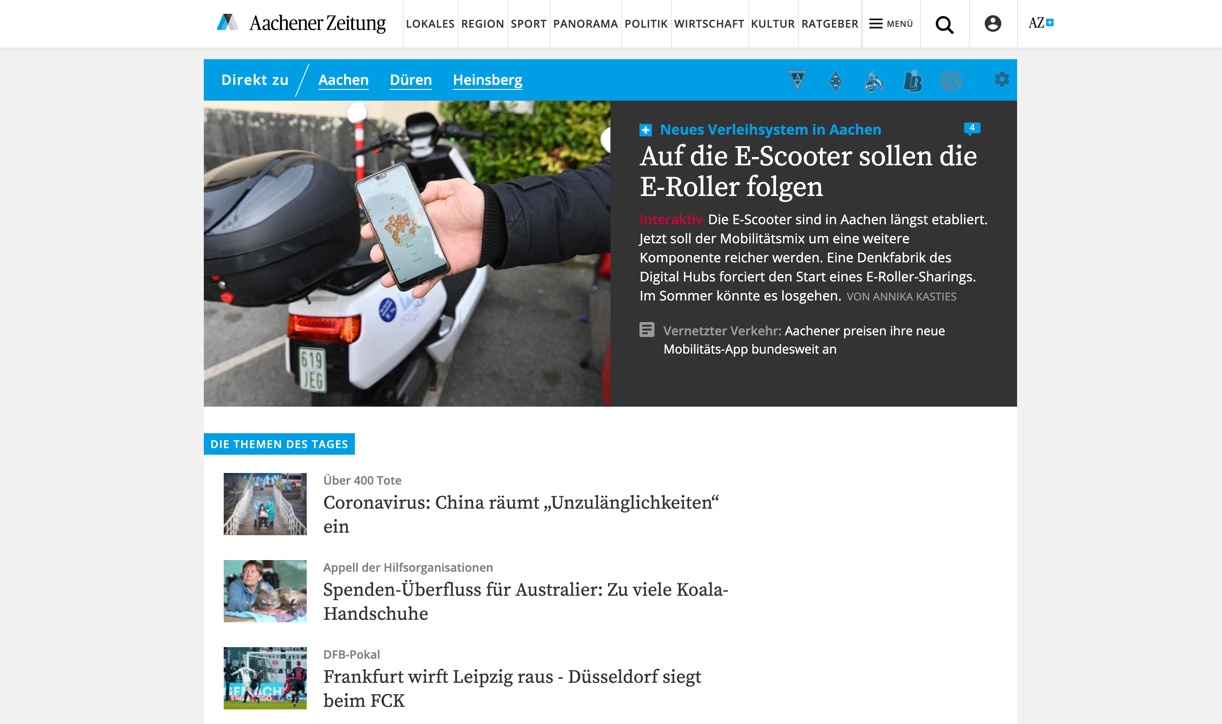 Aachener Zeitung
LOKALES REGION SPORT PANORAMA POLITIK WIRTSCHAFT KULTUR RATGEBER MENÜ AZ+
Direkt zu Aachen Düren Heinsberg
Neues Verleihsystem in Aachen 4
Auf die E-Scooter sollen die
E-Roller folgen
Interaktiv Die E-Scooter sind in Aachen längst etabliert.
Jetzt soll der Mobilitätsmix um eine weitere
Komponente reicher werden. Eine Denkfabrik des
Digital Hubs forciert den Start eines E-Roller-Sharings.
Im Sommer könnte es losgehen. VON ANNIKA KASTIES
Vernetzter Verkehr: Aachener preisen ihre neue
Mobilitäts-App bundesweit an
619
JEG
DIE THEMEN DES TAGES
Über 400 Tote
Coronavirus: China räumt „Unzulänglichkeiten“
ein
Appell der Hilfsorganisationen
Spenden-Überfluss für Australier: Zu viele Koala-
Handschuhe
DFB-Pokal
Frankfurt wirft Leipzig raus - Düsseldorf siegt
beim FCK